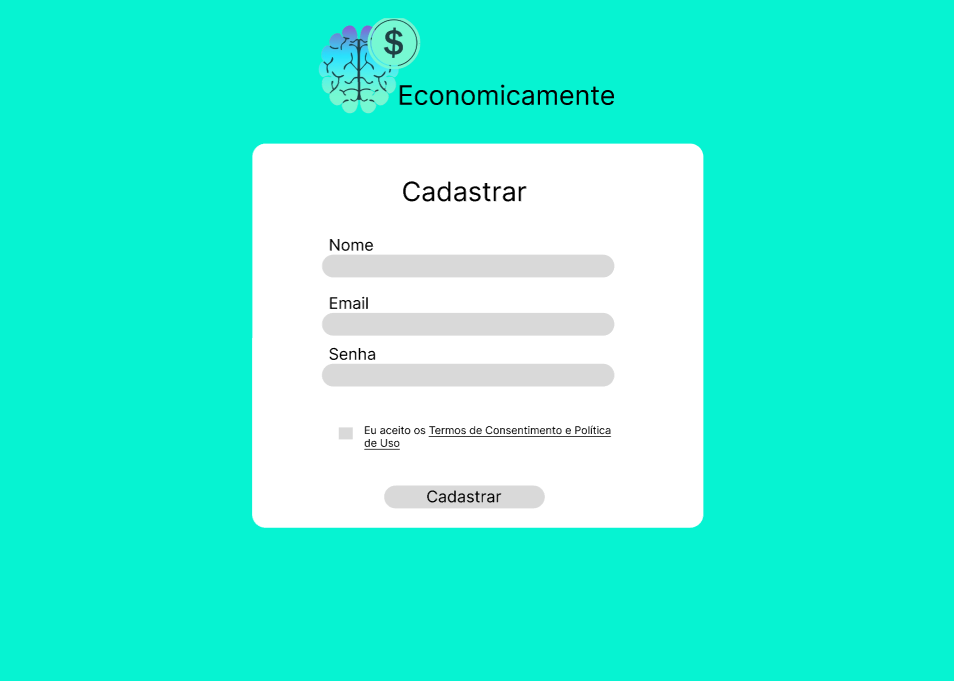 $
Economicamente
Cadastrar
Nome
Email
Senha
Eu aceito os Termos de Consentimento e Política
de Uso
Cadastrar